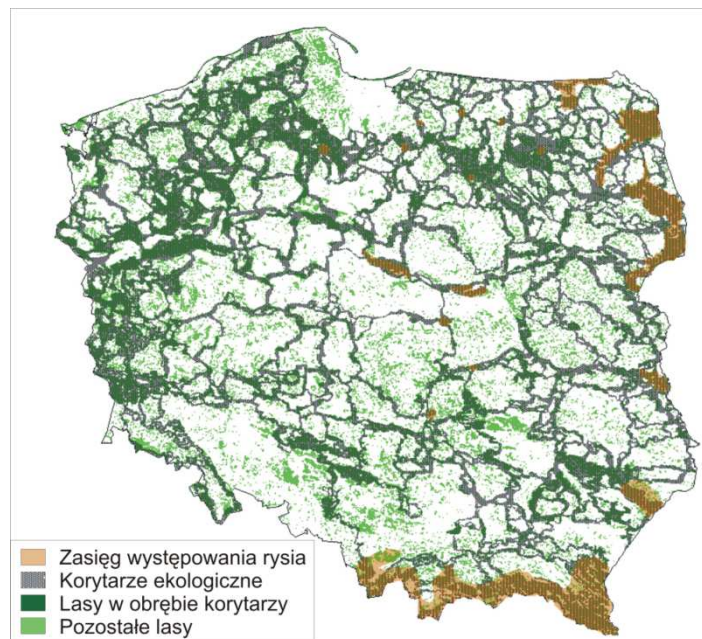 Zasięg występowania rysia
Korytarze ekologiczne
Lasy w obrębie korytarzy
Pozostałe lasy